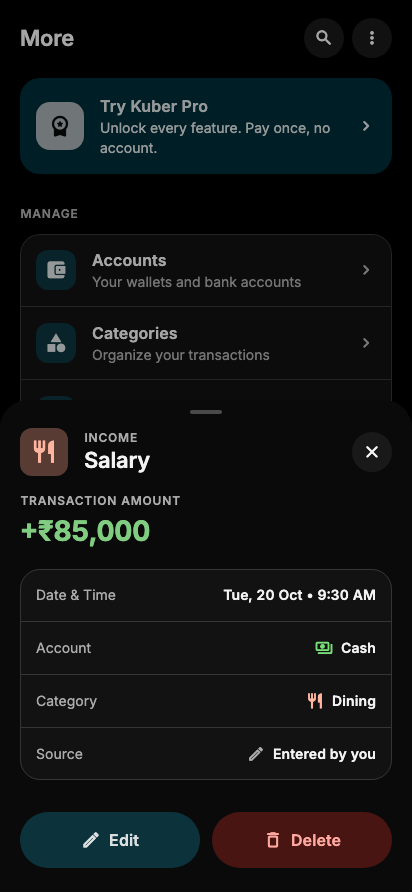 More
Try Kuber Pro
Unlock every feature. Pay once, no
account.
MANAGE
Accounts
Your wallets and bank accounts
Categories
Organize your transactions
INCOME
Salary
TRANSACTION AMOUNT
+₹85,000
Date & Time
Tue, 20 Oct • 9:30 AM
Account
Cash
Category
Dining
Source
Entered by you
Edit
Delete